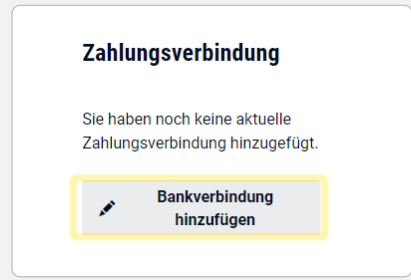 Zahlungsverbindung
Sie haben noch keine aktuelle
Zahlungsverbindung hinzugefügt.
Bankverbindung
hinzufügen